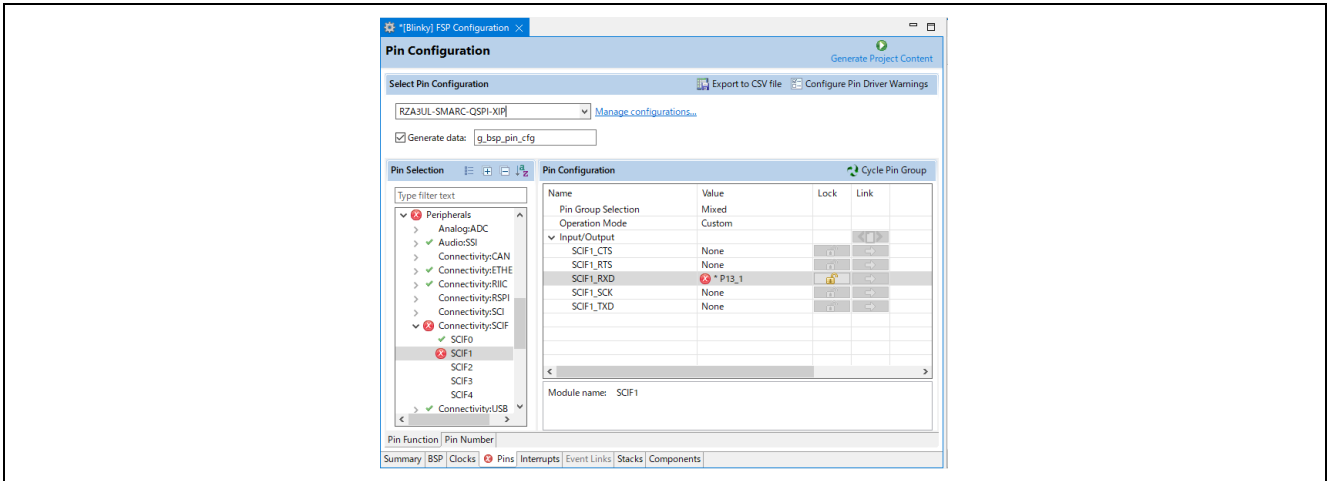 *[Blinky] FSP Configuration
Pin Configuration
Generate Project Content
Select Pin Configuration Export to CSV file Configure Pin Driver Warnings
RZA3UL-SMARC-QSPI-XIP Manage configurations...
Generate data: g_bsp_pin_cfg
Pin Selection Pin Configuration Cycle Pin Group
Type filter text
Name Value Lock Link
Pin Group Selection Mixed
Operation Mode Custom
Input/Output
SCIF1_CTS None
SCIF1_RTS None
SCIF1_RXD * P13_1
SCIF1_SCK None
SCIF1_TXD None
Peripherals
Analog:ADC
Audio:SSI
Connectivity:CAN
Connectivity:ETHE
Connectivity:RIIC
Connectivity:RSPI
Connectivity:SCI
Connectivity:SCIF
SCIF0
SCIF1
SCIF2
SCIF3
SCIF4
Connectivity:USB
Module name: SCIF1
Pin Function Pin Number
Summary BSP Clocks Pins Interrupts Event Links Stacks Components